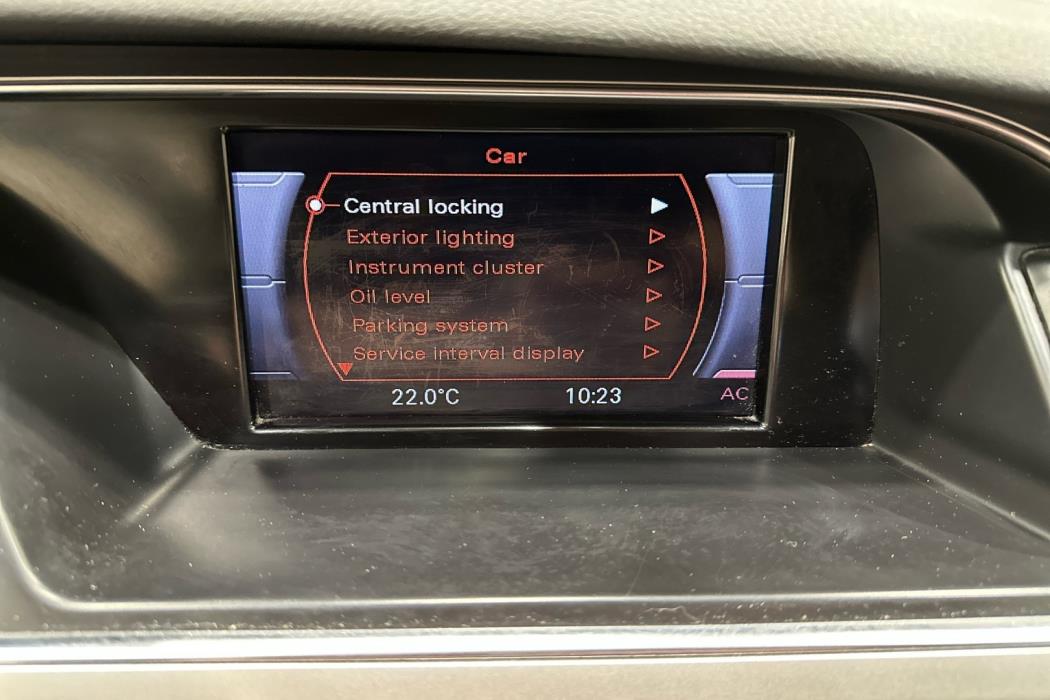 Car
Central locking
Exterior lighting
Instrument cluster
Oil level
Parking system
Service interval display
22.0°C 10:23 AC